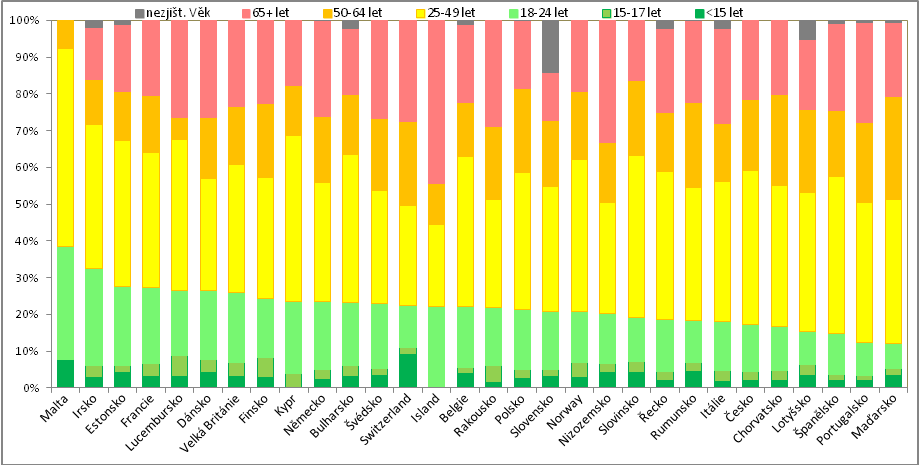 nezjišt. Věk 65+ let 50-64 let 25-49 let 18-24 let 15-17 let <15 let
100%
90%
80%
70%
60%
50%
40%
30%
20%
10%
0%
Malta
Irsko
Estonsko
Francie
Lucembursko
Dánsko
Velká Británie
Finsko
Kypr
Německo
Bulharsko
Švédsko
Switzerland
Island
Belgie
Rakousko
Polsko
Slovensko
Norway
Nizozemsko
Slovinsko
Řecko
Rumunsko
Itálie
Česko
Chorvatsko
Lotyšsko
Španělsko
Portugalsko
Maďarsko